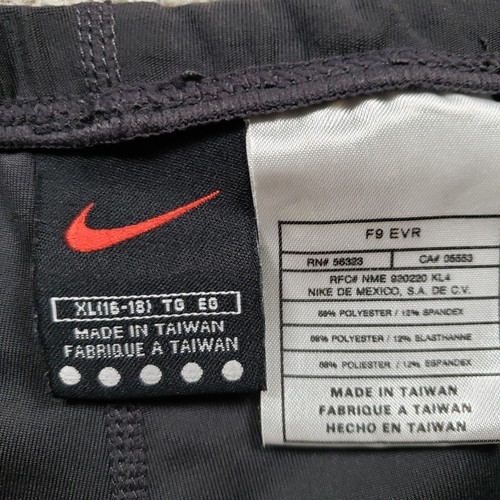 XL(16-18) TG EG
MADE IN TAIWAN
FABRIQUE A TAIWAN
F9 EVR
RN# 56323 CA# 05553
RFC# NME 920220 XL4
NIKE DE MEXICO, S.A. DE C.V.
88% POLYESTER / 12% SPANDEX
88% POLYESTER / 12% ELASTHANNE
88% POLIESTER / 12% ESPANDEX
MADE IN TAIWAN
FABRIQUE A TAIWAN
HECHO EN TAIWAN